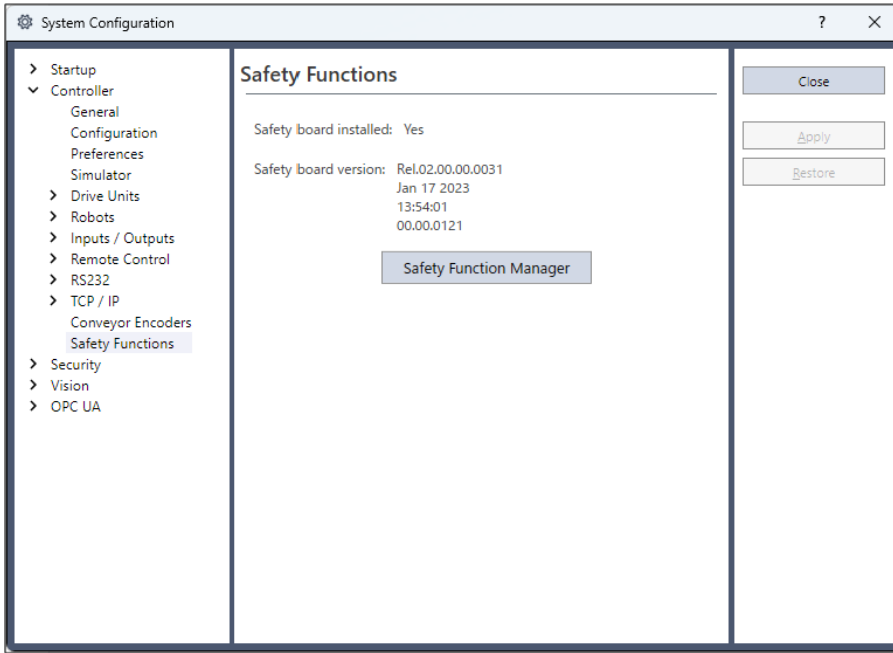 System Configuration
?
Startup
Controller
General
Configuration
Preferences
Simulator
Drive Units
Robots
Inputs / Outputs
Remote Control
RS232
TCP / IP
Conveyor Encoders
Safety Functions
Security
Vision
OPC UA
Safety Functions
Safety board installed: Yes
Safety board version: Rel.02.00.00.0031
Jan 17 2023
13:54:01
00.00.0121
Safety Function Manager
Close
Apply
Restore